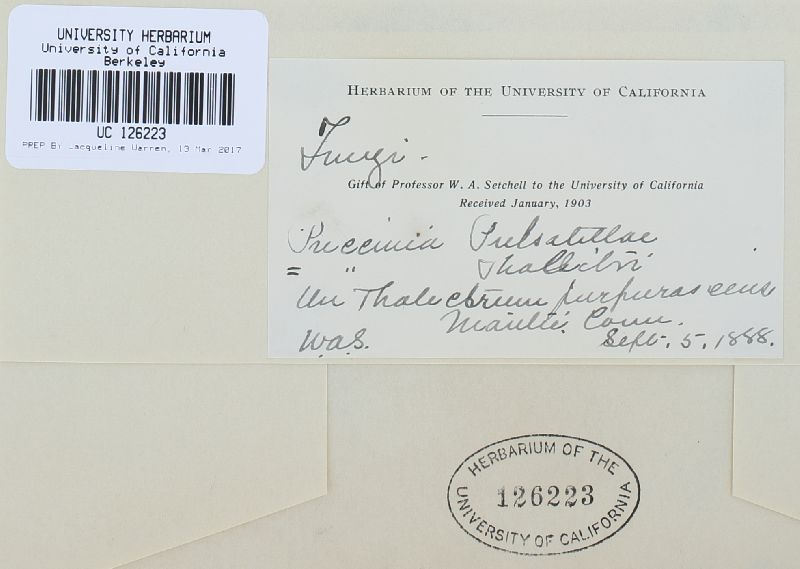 UNIVERSITY HERBARIUM
University of California
Berkeley
UC 126223
PREP BY Jacqueline Warren, 13 Mar 2017
HERBARIUM OF THE UNIVERSITY OF CALIFORNIA
Fungi.
Gift of Professor W. A. Setchell to the University of California
Received January, 1903
Puccinia Pulsatillae
= " Thalictri
On Thalictrum purpurascens
Conn.
W.A.S. Sept. 5, 1888.
HERBARIUM OF THE
126223
UNIVERSITY OF CALIFORNIA